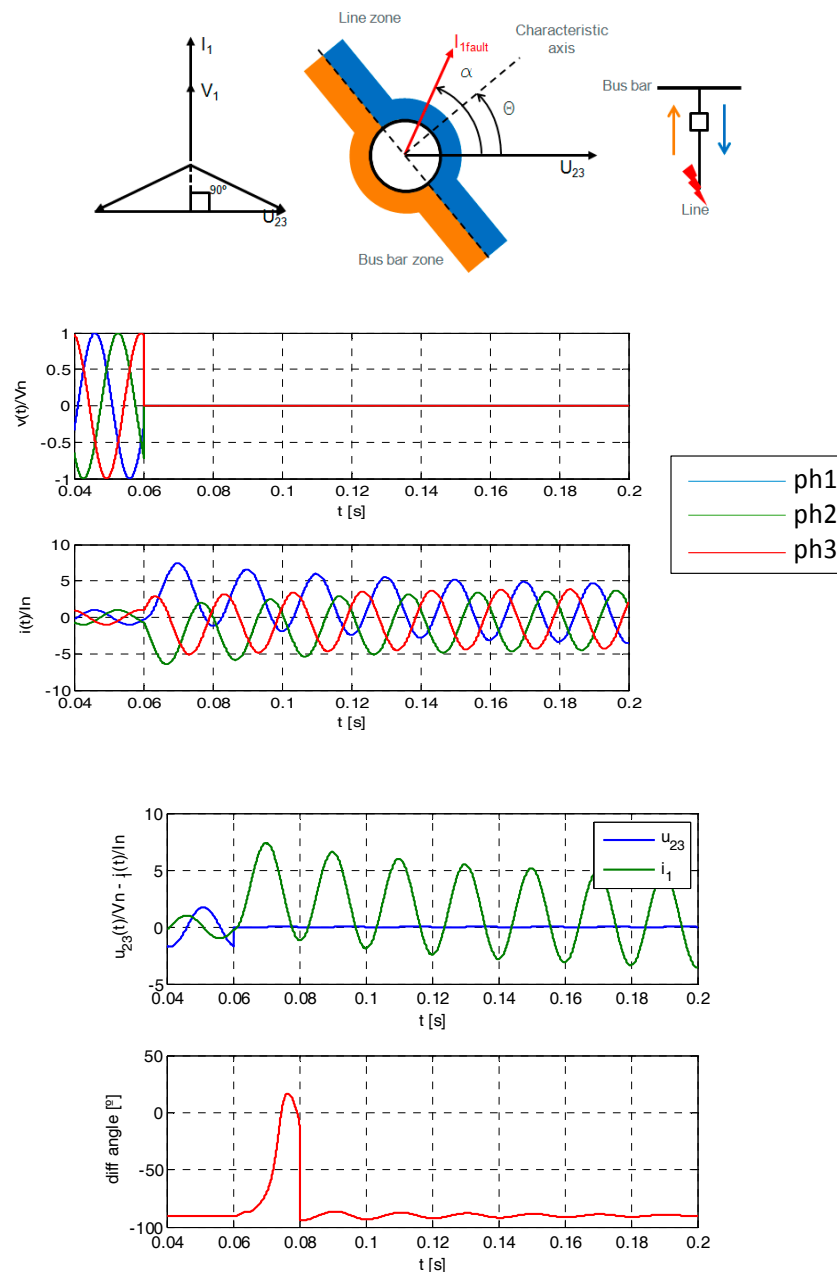 Line zone
I1fault
Characteristic
axis
I1
V1
α
Θ
90º
U23
U23
Bus bar zone
Bus bar
Line
1
0.5
0
-0.5
-1
0.04 0.06 0.08 0.1 0.12 0.14 0.16 0.18 0.2
v(t)/Vn
t [s]
ph1
ph2
ph3
10
5
0
-5
-10
0.04 0.06 0.08 0.1 0.12 0.14 0.16 0.18 0.2
i(t)/In
t [s]
10
5
0
-5
0.04 0.06 0.08 0.1 0.12 0.14 0.16 0.18 0.2
u23(t)/Vn - i1(t)/In
t [s]
u23
i1
50
0
-50
-100
0.04 0.06 0.08 0.1 0.12 0.14 0.16 0.18 0.2
diff angle [º]
t [s]